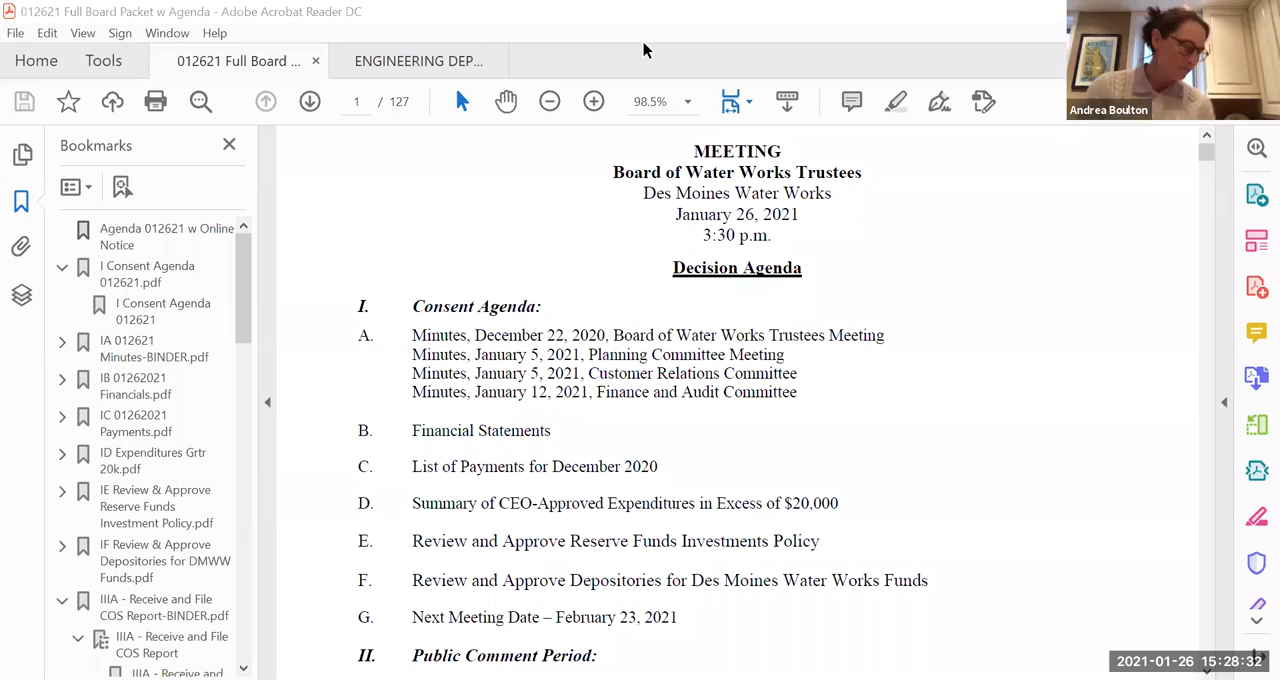 012621 Full Board Packet w Agenda - Adobe Acrobat Reader DC
File Edit View Sign Window Help
Home Tools 012621 Full Board ... × ENGINEERING DEP...
1 / 127 98.5%
Andrea Boulton
Bookmarks
Agenda 012621 w Online
Notice
I Consent Agenda
012621.pdf
I Consent Agenda
012621
IA 012621
Minutes-BINDER.pdf
IB 01262021
Financials.pdf
IC 01262021
Payments.pdf
ID Expenditures Grtr
20k.pdf
IE Review & Approve
Reserve Funds
Investment Policy.pdf
IF Review & Approve
Depositories for DMWW
Funds.pdf
IIIA - Receive and File
COS Report-BINDER.pdf
IIIA - Receive and File
COS Report
IIIA - Receive and
MEETING
Board of Water Works Trustees
Des Moines Water Works
January 26, 2021
3:30 p.m.
Decision Agenda
I. Consent Agenda:
A. Minutes, December 22, 2020, Board of Water Works Trustees Meeting
Minutes, January 5, 2021, Planning Committee Meeting
Minutes, January 5, 2021, Customer Relations Committee
Minutes, January 12, 2021, Finance and Audit Committee
B. Financial Statements
C. List of Payments for December 2020
D. Summary of CEO-Approved Expenditures in Excess of $20,000
E. Review and Approve Reserve Funds Investments Policy
F. Review and Approve Depositories for Des Moines Water Works Funds
G. Next Meeting Date – February 23, 2021
II. Public Comment Period:
2021-01-26 15:28:32